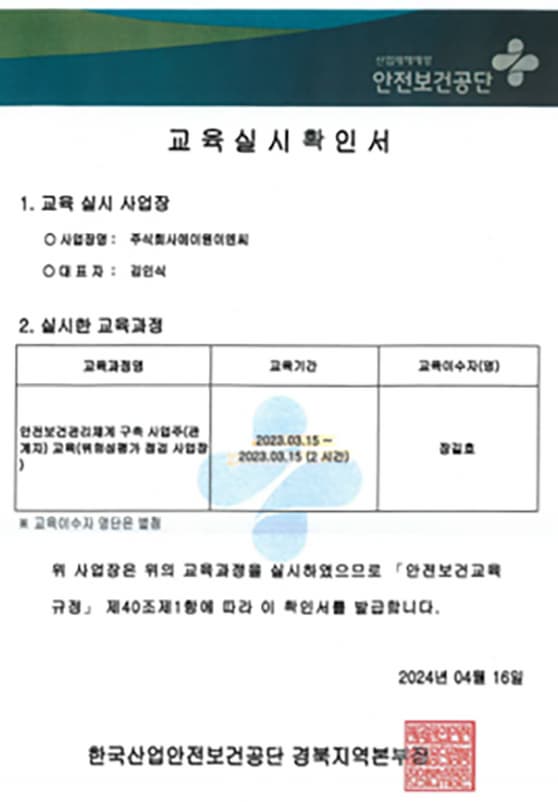 산업재해예방
안전보건공단
교육실시확인서
1. 교육 실시 사업장
○ 사업장명 : 주식회사에이원이엔씨
○ 대 표 자 : 김인식
2. 실시한 교육과정
교육과정명 교육기간 교육이수자(명)
안전보건관리체계 구축 사업주(관
계자) 교육(위험성평가 점검 사업장
)
2023.03.15 ~
2023.03.15 (2 시간)
장길호
※ 교육이수자 명단은 별첨
위 사업장은 위의 교육과정을 실시하였으므로 「안전보건교육
규정」 제40조제1항에 따라 이 확인서를 발급합니다.
2024년 04월 16일
한국산업안전보건공단 경북지역본부장